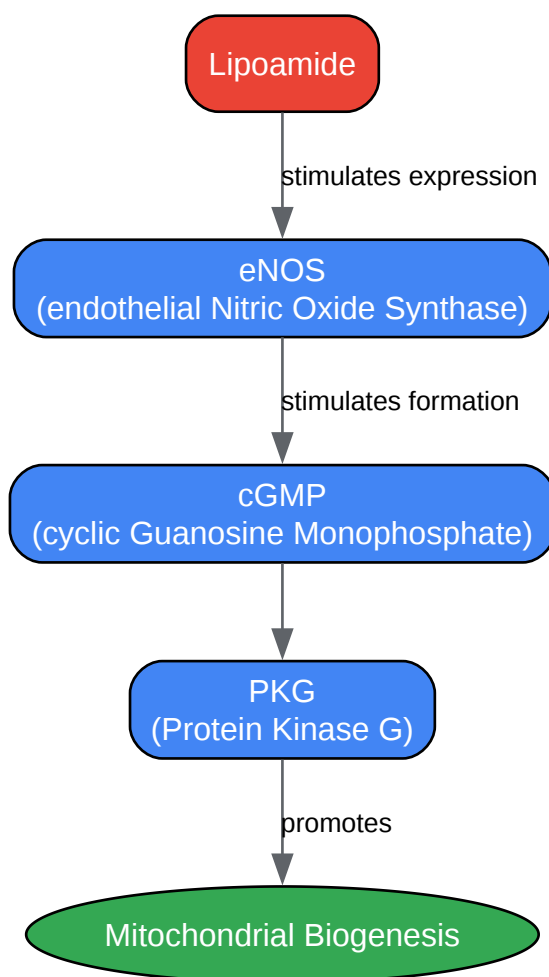 Lipoamide
stimulates expression
eNOS
(endothelial Nitric Oxide Synthase)
stimulates formation
cGMP
(cyclic Guanosine Monophosphate)
PKG
(Protein Kinase G)
promotes
Mitochondrial Biogenesis